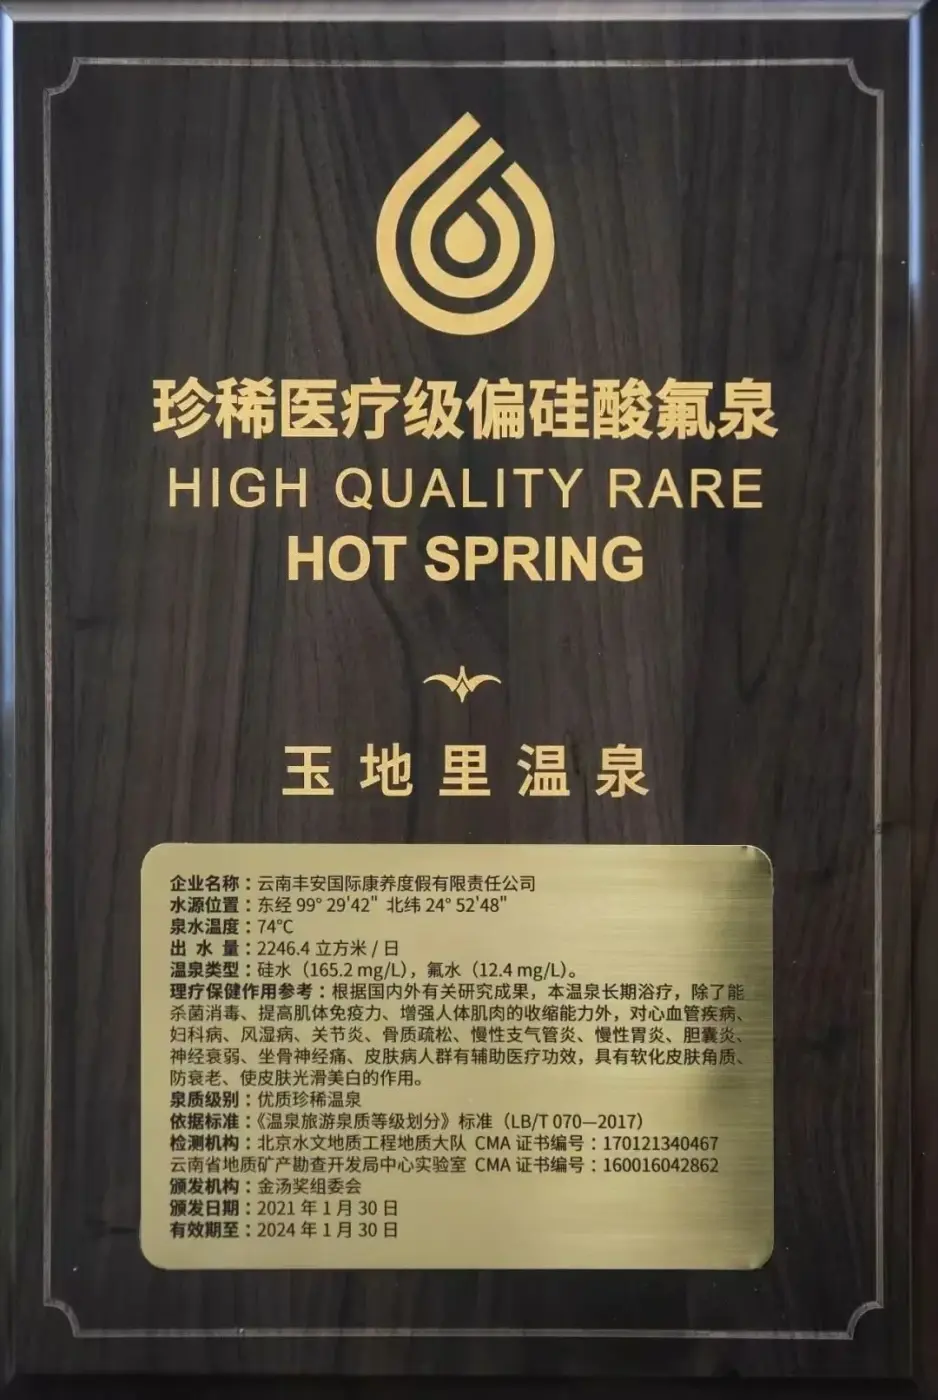 珍稀医疗级偏硅酸氟泉
HIGH QUALITY RARE
HOT SPRING
玉地里温泉
企业名称：云南丰安国际康养度假有限责任公司
水源位置：东经 99° 29'42" 北纬 24° 52'48"
泉水温度：74℃
出 水 量：2246.4 立方米 / 日
温泉类型：硅水（165.2 mg/L），氟水（12.4 mg/L）。
理疗保健作用参考：根据国内外有关研究成果，本温泉长期浴疗，除了能
杀菌消毒、提高肌体免疫力、增强人体肌肉的收缩能力外，对心血管疾病、
妇科病、风湿病、关节炎、骨质疏松、慢性支气管炎、慢性胃炎、胆囊炎、
神经衰弱、坐骨神经痛、皮肤病人群有辅助医疗功效，具有软化皮肤角质、
防衰老、使皮肤光滑美白的作用。
泉质级别：优质珍稀温泉
依据标准：《温泉旅游泉质等级划分》标准（LB/T 070—2017）
检测机构：北京水文地质工程地质大队 CMA 证书编号：170121340467
云南省地质矿产勘查开发局中心实验室 CMA 证书编号：160016042862
颁发机构：金汤奖组委会
颁发日期：2021 年 1 月 30 日
有效期至：2024 年 1 月 30 日